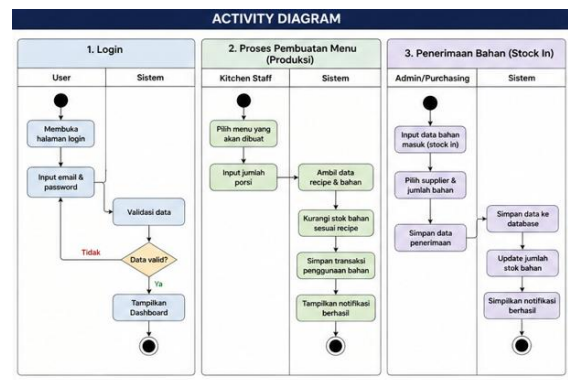 ACTIVITY DIAGRAM
1. Login
User
Sistem
Membuka
halaman login
Input email &
password
Validasi data
Data valid?
Tidak
Ya
Tampilkan
Dashboard
2. Proses Pembuatan Menu
(Produksi)
Kitchen Staff
Sistem
Pilih menu yang
akan dibuat
Input jumlah
porsi
Ambil data
recipe & bahan
Kurangi stok bahan
sesuai recipe
Simpan transaksi
penggunaan bahan
Tampilkan notifikasi
berhasil
3. Penerimaan Bahan (Stock In)
Admin/Purchasing
Sistem
Input data bahan
masuk (stock in)
Pilih supplier &
jumlah bahan
Simpan data
penerimaan
Simpan data ke
database
Update jumlah
stok bahan
Simpilkan notifikasi
berhasil